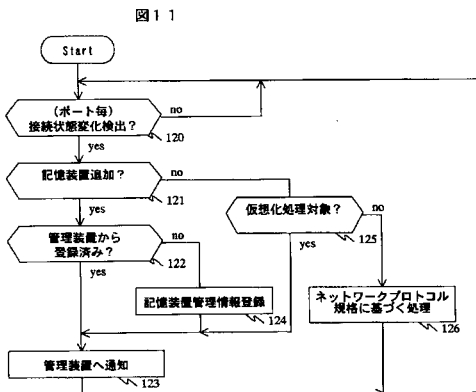 図11
Start
(ポート毎)
接続状態変化検出？
no
120
yes
記憶装置追加？
no
121
yes
仮想化処理対象？
no
125
yes
管理装置から
登録済み？
no
122
yes
記憶装置管理情報登録
124
ネットワークプロトコル
規格に基づく処理
126
管理装置へ通知
123